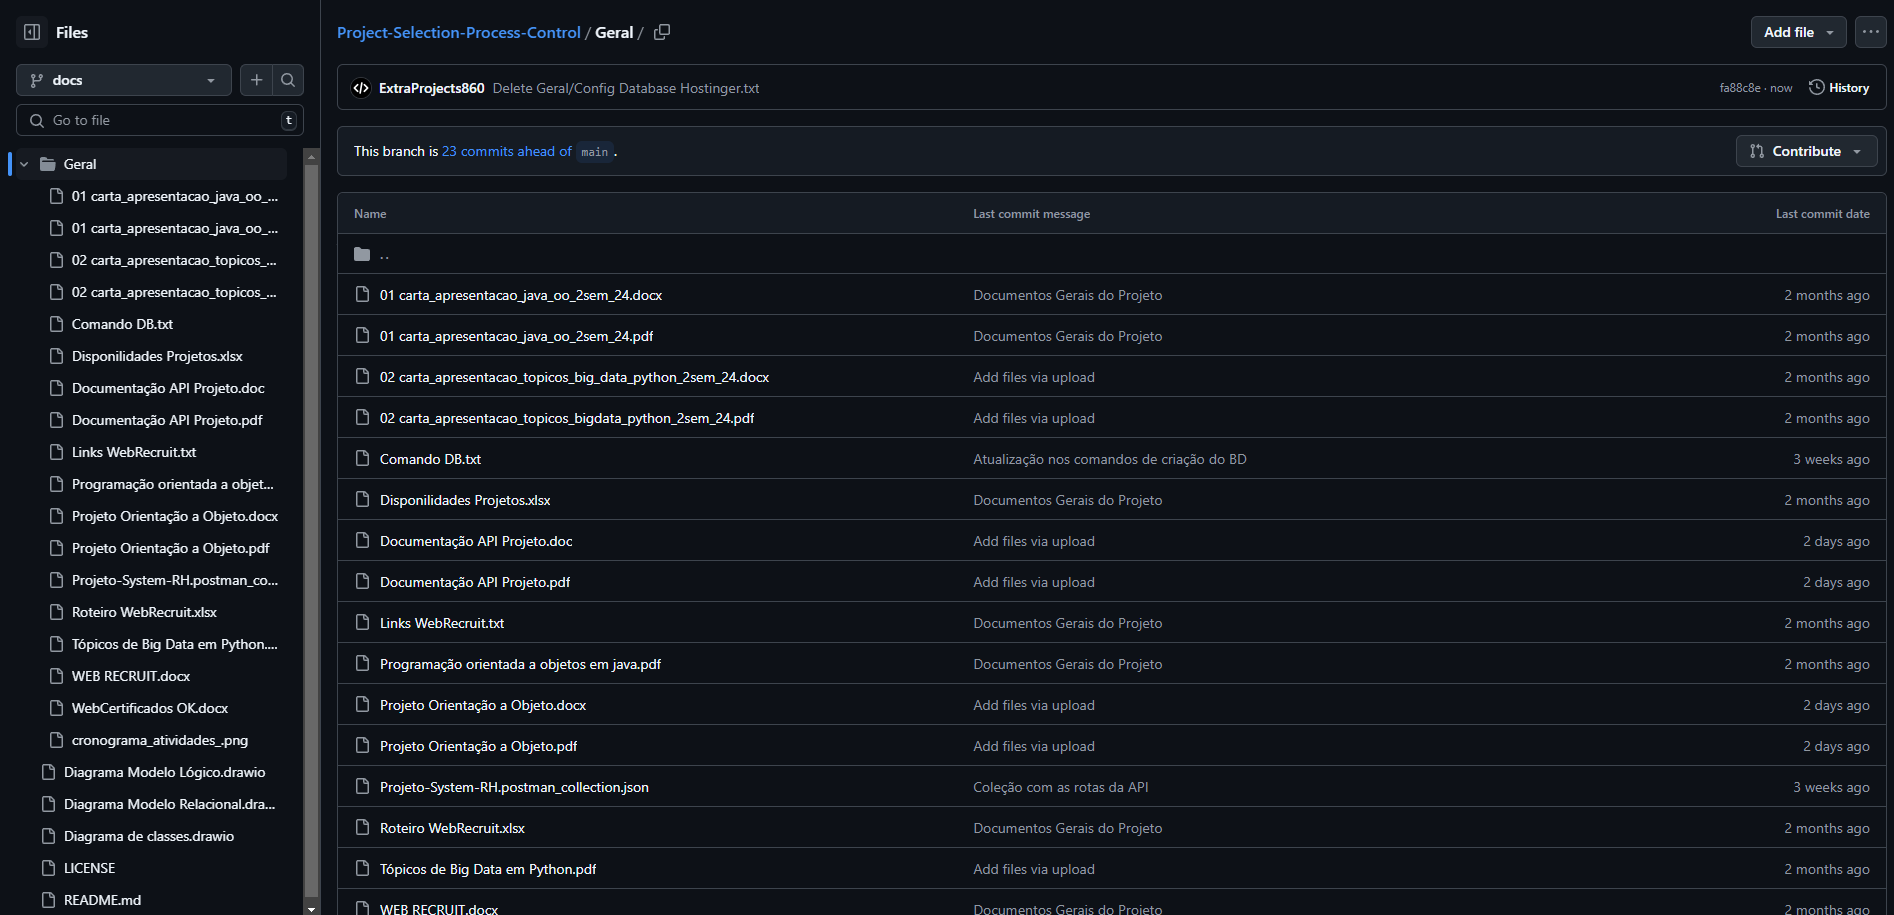 Files
docs
Go to file
t
Geral
01 carta_apresentacao_java_oo_...
01 carta_apresentacao_java_oo_...
02 carta_apresentacao_topicos_...
02 carta_apresentacao_topicos_...
Comando DB.txt
Disponilidades Projetos.xlsx
Documentação API Projeto.doc
Documentação API Projeto.pdf
Links WebRecruit.txt
Programação orientada a objet...
Projeto Orientação a Objeto.docx
Projeto Orientação a Objeto.pdf
Projeto-System-RH.postman_co...
Roteiro WebRecruit.xlsx
Tópicos de Big Data em Python....
WEB RECRUIT.docx
WebCertificados OK.docx
cronograma_atividades_.png
Diagrama Modelo Lógico.drawio
Diagrama Modelo Relacional.dra...
Diagrama de classes.drawio
LICENSE
README.md
Project-Selection-Process-Control / Geral /
Add file
ExtraProjects860 Delete Geral/Config Database Hostinger.txt
fa88c8e · now History
This branch is 23 commits ahead of main .
Contribute
Name Last commit message Last commit date
..
01 carta_apresentacao_java_oo_2sem_24.docx Documentos Gerais do Projeto 2 months ago
01 carta_apresentacao_java_oo_2sem_24.pdf Documentos Gerais do Projeto 2 months ago
02 carta_apresentacao_topicos_big_data_python_2sem_24.docx Add files via upload 2 months ago
02 carta_apresentacao_topicos_bigdata_python_2sem_24.pdf Add files via upload 2 months ago
Comando DB.txt Atualização nos comandos de criação do BD 3 weeks ago
Disponilidades Projetos.xlsx Documentos Gerais do Projeto 2 months ago
Documentação API Projeto.doc Add files via upload 2 days ago
Documentação API Projeto.pdf Add files via upload 2 days ago
Links WebRecruit.txt Documentos Gerais do Projeto 2 months ago
Programação orientada a objetos em java.pdf Documentos Gerais do Projeto 2 months ago
Projeto Orientação a Objeto.docx Add files via upload 2 days ago
Projeto Orientação a Objeto.pdf Add files via upload 2 days ago
Projeto-System-RH.postman_collection.json Coleção com as rotas da API 3 weeks ago
Roteiro WebRecruit.xlsx Documentos Gerais do Projeto 2 months ago
Tópicos de Big Data em Python.pdf Add files via upload 2 months ago
WEB RECRUIT.docx Documentos Gerais do Projeto 2 months ago